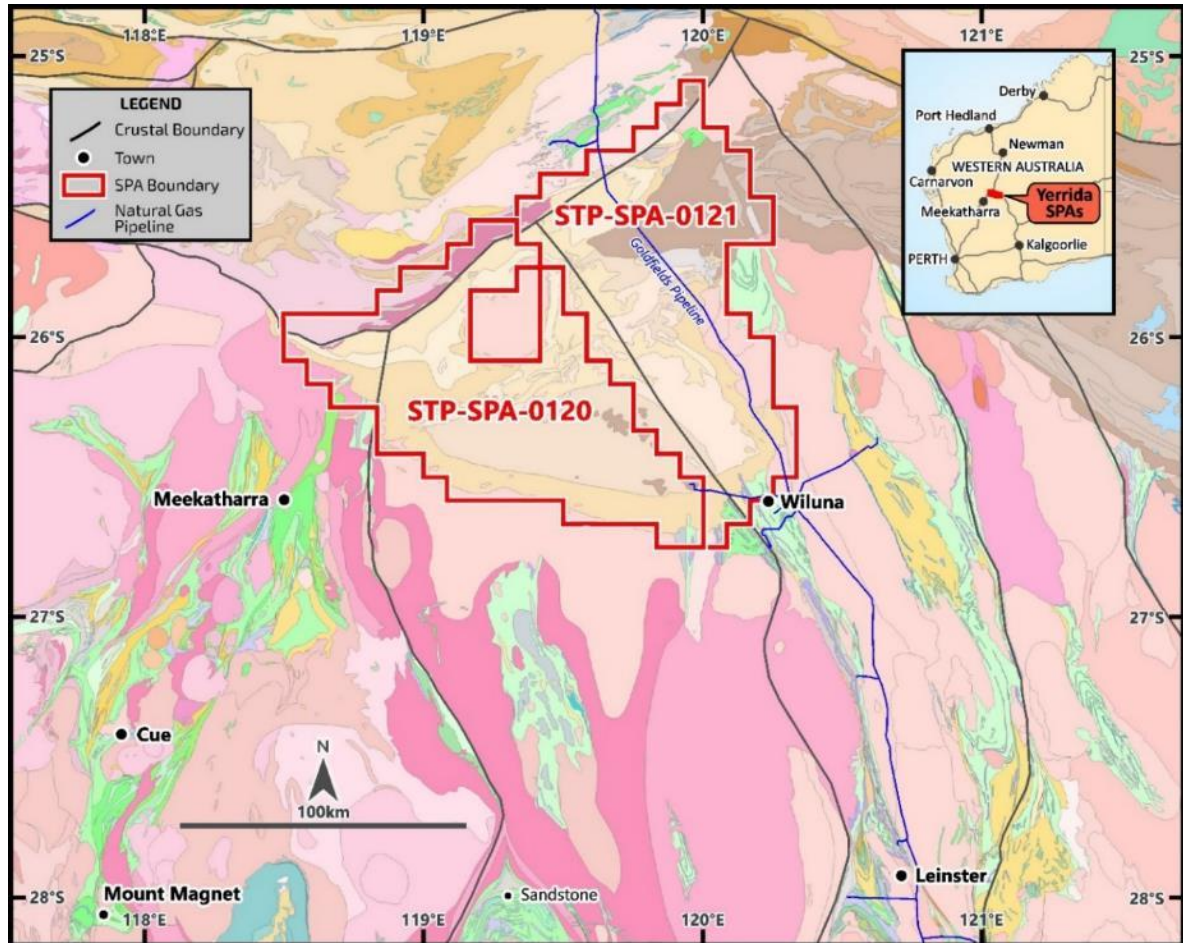 118°E
119°E
120°E
121°E
25°S
25°S
LEGEND
Crustal Boundary
Town
SPA Boundary
Natural Gas
Pipeline
Derby
Port Hedland
Newman
WESTERN AUSTRALIA
Carnarvon
Yerrida
SPAs
Meekatharra
Kalgoorlie
PERTH
STP-SPA-0121
Goldfields Pipeline
26°S
26°S
STP-SPA-0120
Meekatharra
Wiluna
27°S
27°S
Cue
N
100km
Leinster
Sandstone
Mount Magnet
28°S
28°S
118°E
119°E
120°E
121°E